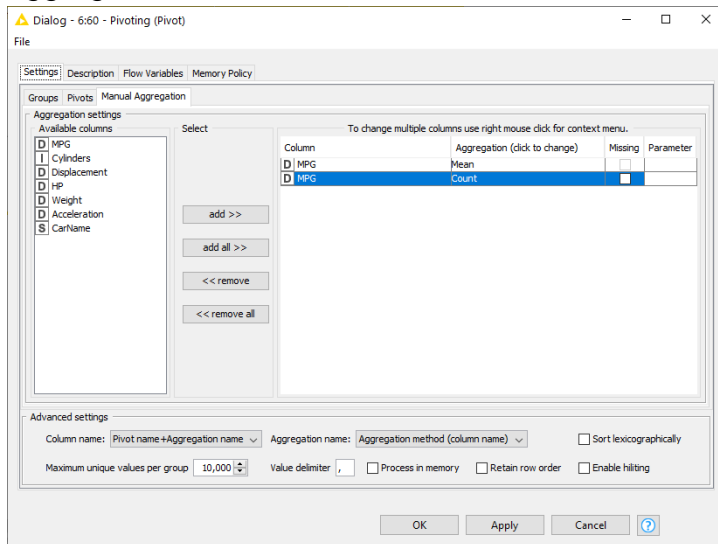 Dialog - 6:60 - Pivoting (Pivot)
File
Settings Description Flow Variables Memory Policy
Groups Pivots Manual Aggregation
Aggregation settings
Available columns
D MPG
I Cylinders
D Displacement
D HP
D Weight
D Acceleration
S CarName
Select
add >>
add all >>
<< remove
<< remove all
To change multiple columns use right mouse click for context menu.
Column Aggregation (click to change) Missing Parameter
D MPG Mean
D MPG Count
Advanced settings
Column name: Pivot name+Aggregation name Aggregation name: Aggregation method (column name) Sort lexicographically
Maximum unique values per group 10,000 Value delimiter , Process in memory Retain row order Enable hiliting
OK Apply Cancel ?